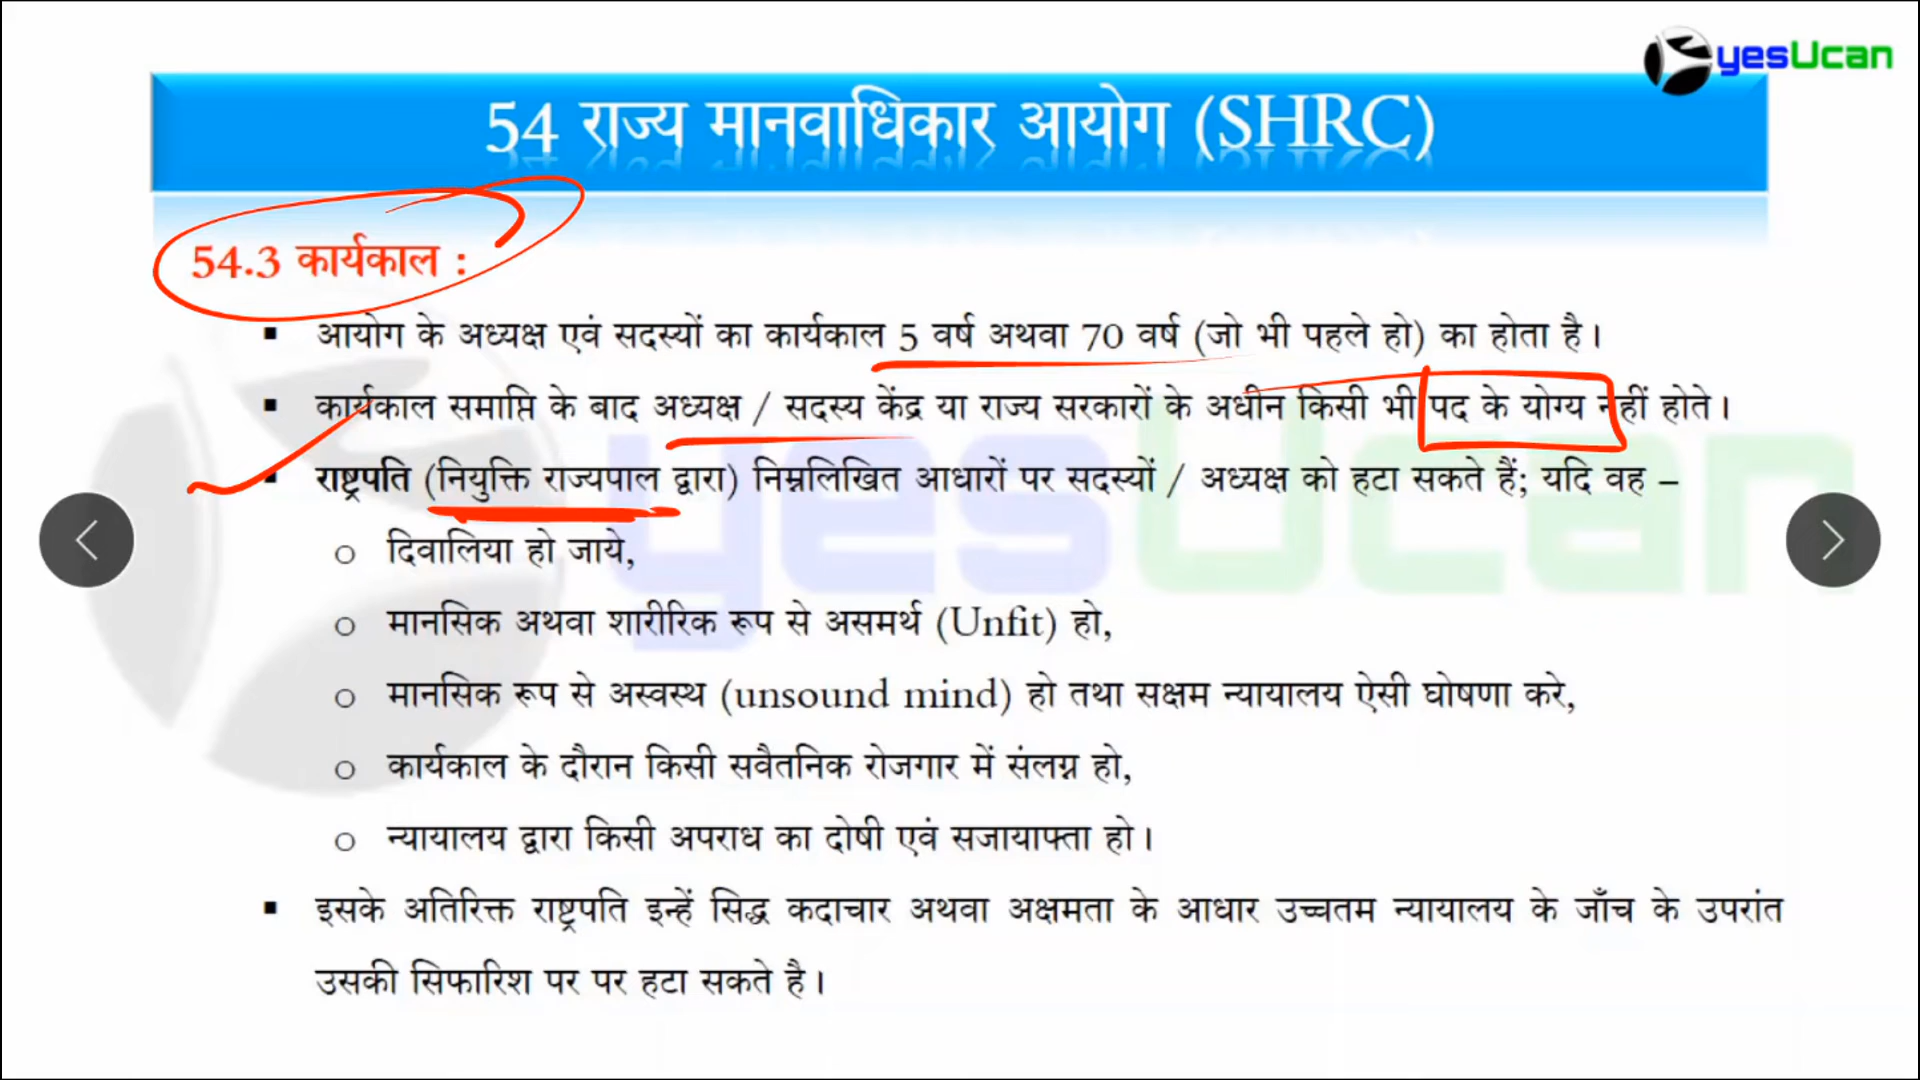 yesUcan
54 राज्य मानवाधिकार आयोग (SHRC)
54.3 कार्यकाल :
▪ आयोग के अध्यक्ष एवं सदस्यों का कार्यकाल 5 वर्ष अथवा 70 वर्ष (जो भी पहले हो) का होता है।
▪ कार्यकाल समाप्ति के बाद अध्यक्ष / सदस्य केंद्र या राज्य सरकारों के अधीन किसी भी पद के योग्य नहीं होते।
▪ राष्ट्रपति (नियुक्ति राज्यपाल द्वारा) निम्नलिखित आधारों पर सदस्यों / अध्यक्ष को हटा सकते हैं; यदि वह –
o दिवालिया हो जाये,
o मानसिक अथवा शारीरिक रूप से असमर्थ (Unfit) हो,
o मानसिक रूप से अस्वस्थ (unsound mind) हो तथा सक्षम न्यायालय ऐसी घोषणा करे,
o कार्यकाल के दौरान किसी सवैतनिक रोजगार में संलग्न हो,
o न्यायालय द्वारा किसी अपराध का दोषी एवं सजायाफ्ता हो।
▪ इसके अतिरिक्त राष्ट्रपति इन्हें सिद्ध कदाचार अथवा अक्षमता के आधार उच्चतम न्यायालय के जाँच के उपरांत
उसकी सिफारिश पर पर हटा सकते है।
yesUcan